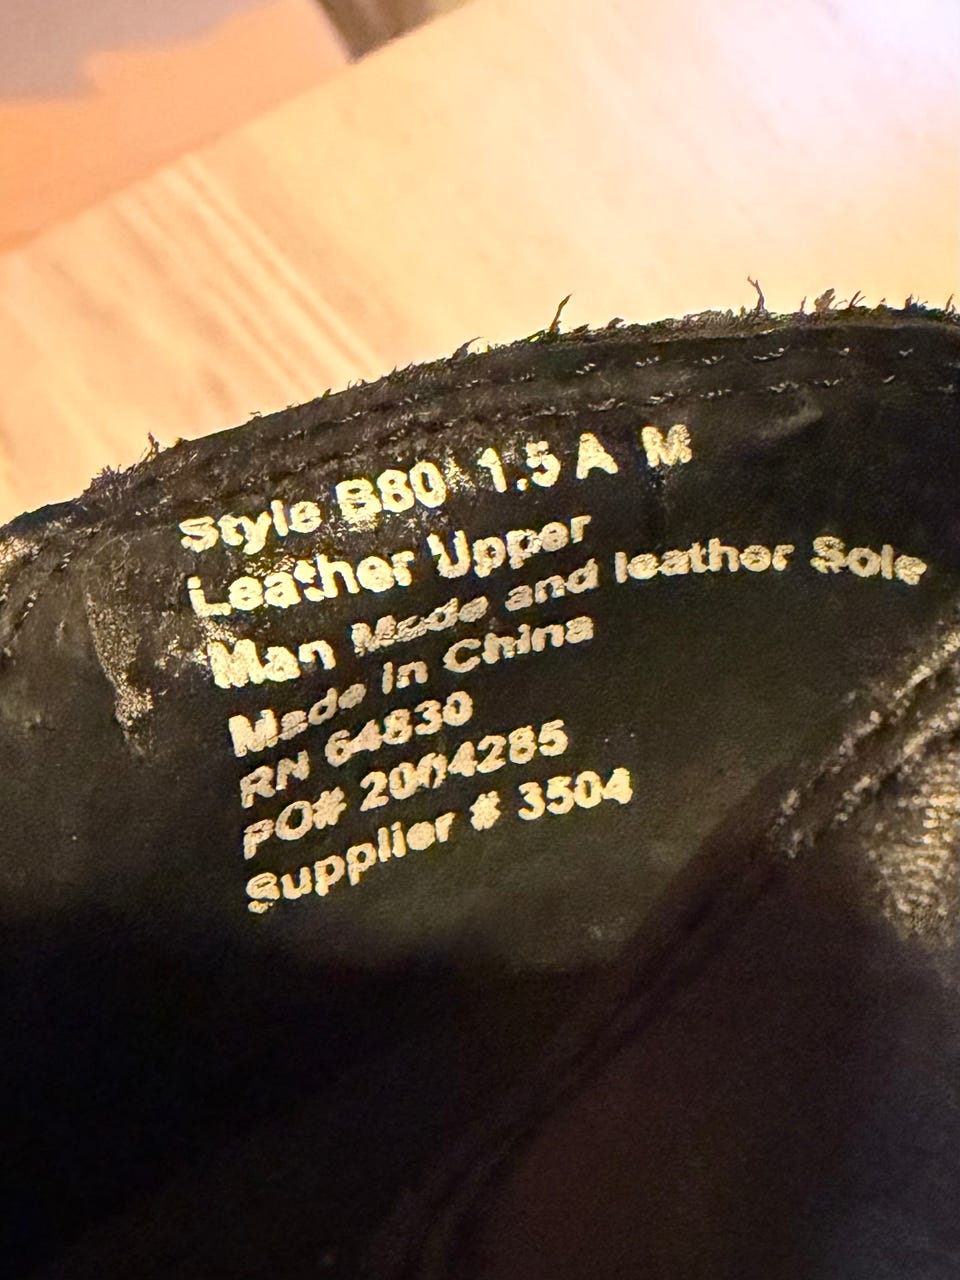 Style B80 1.5 A M
Leather Upper
Man Made and leather Sole
Made in China
RN 64830
PO# 2004285
Supplier # 3504